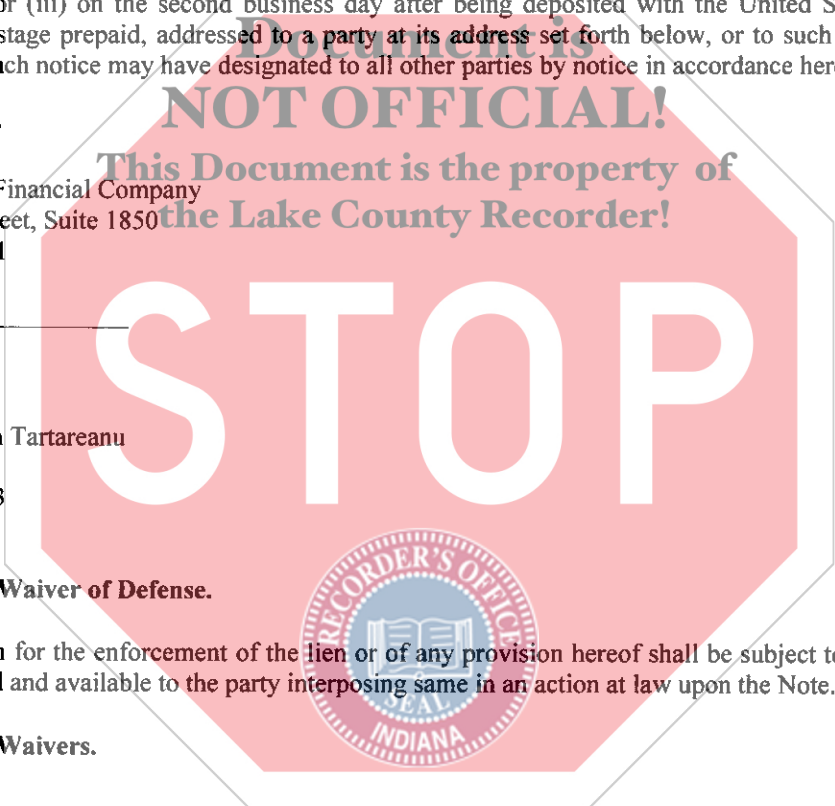 or (iii) on the second business day after being deposited with the United S
stage prepaid, addressed to a party at its address set forth below, or to such
Document is
ch notice may have designated to all other parties by notice in accordance her
NOT OFFICIAL!
This Document is the property of
Financial Company
eet, Suite 1850
the Lake County Recorder!
STOP
Tartareanu
Waiver of Defense.
RECORDER'S OFFICE
for the enforcement of the lien or of any provision hereof shall be subject to
and available to the party interposing same in an action at law upon the Note.
SEAL
INDIANA
Waivers.